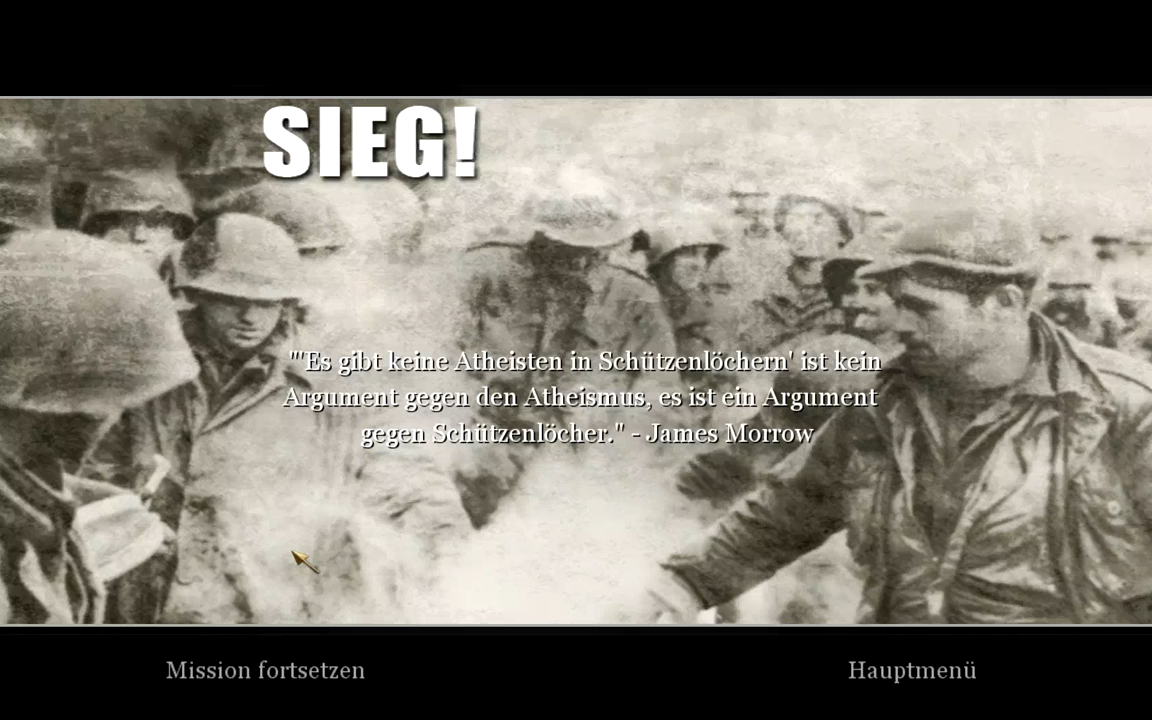 SIEG!
"'Es gibt keine Atheisten in Schützenlöchern' ist kein
Argument gegen den Atheismus, es ist ein Argument
gegen Schützenlöcher." - James Morrow
Mission fortsetzen
Hauptmenü